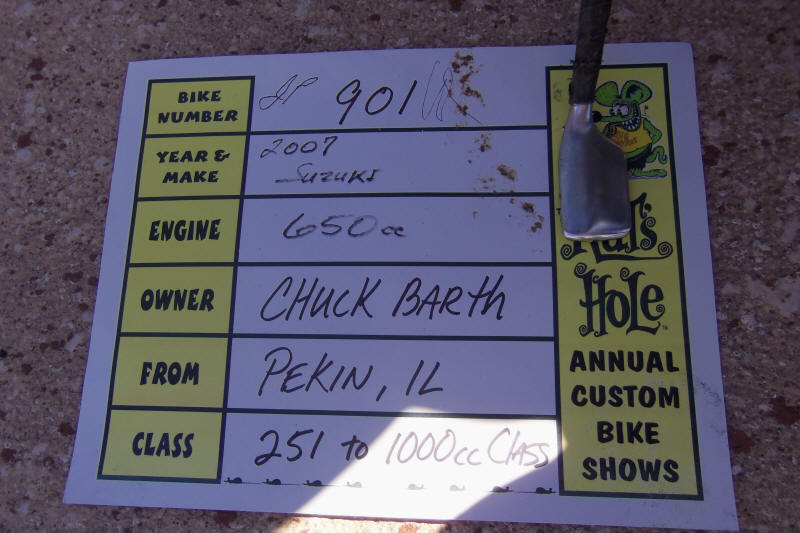 BIKE NUMBER
901
YEAR & MAKE
2007
Suzuki
ENGINE
650cc
OWNER
CHUCK BARTH
FROM
PEKIN, IL
CLASS
251 to 1000cc CLASS
Rat's
HOLE
ANNUAL
CUSTOM
BIKE
SHOWS